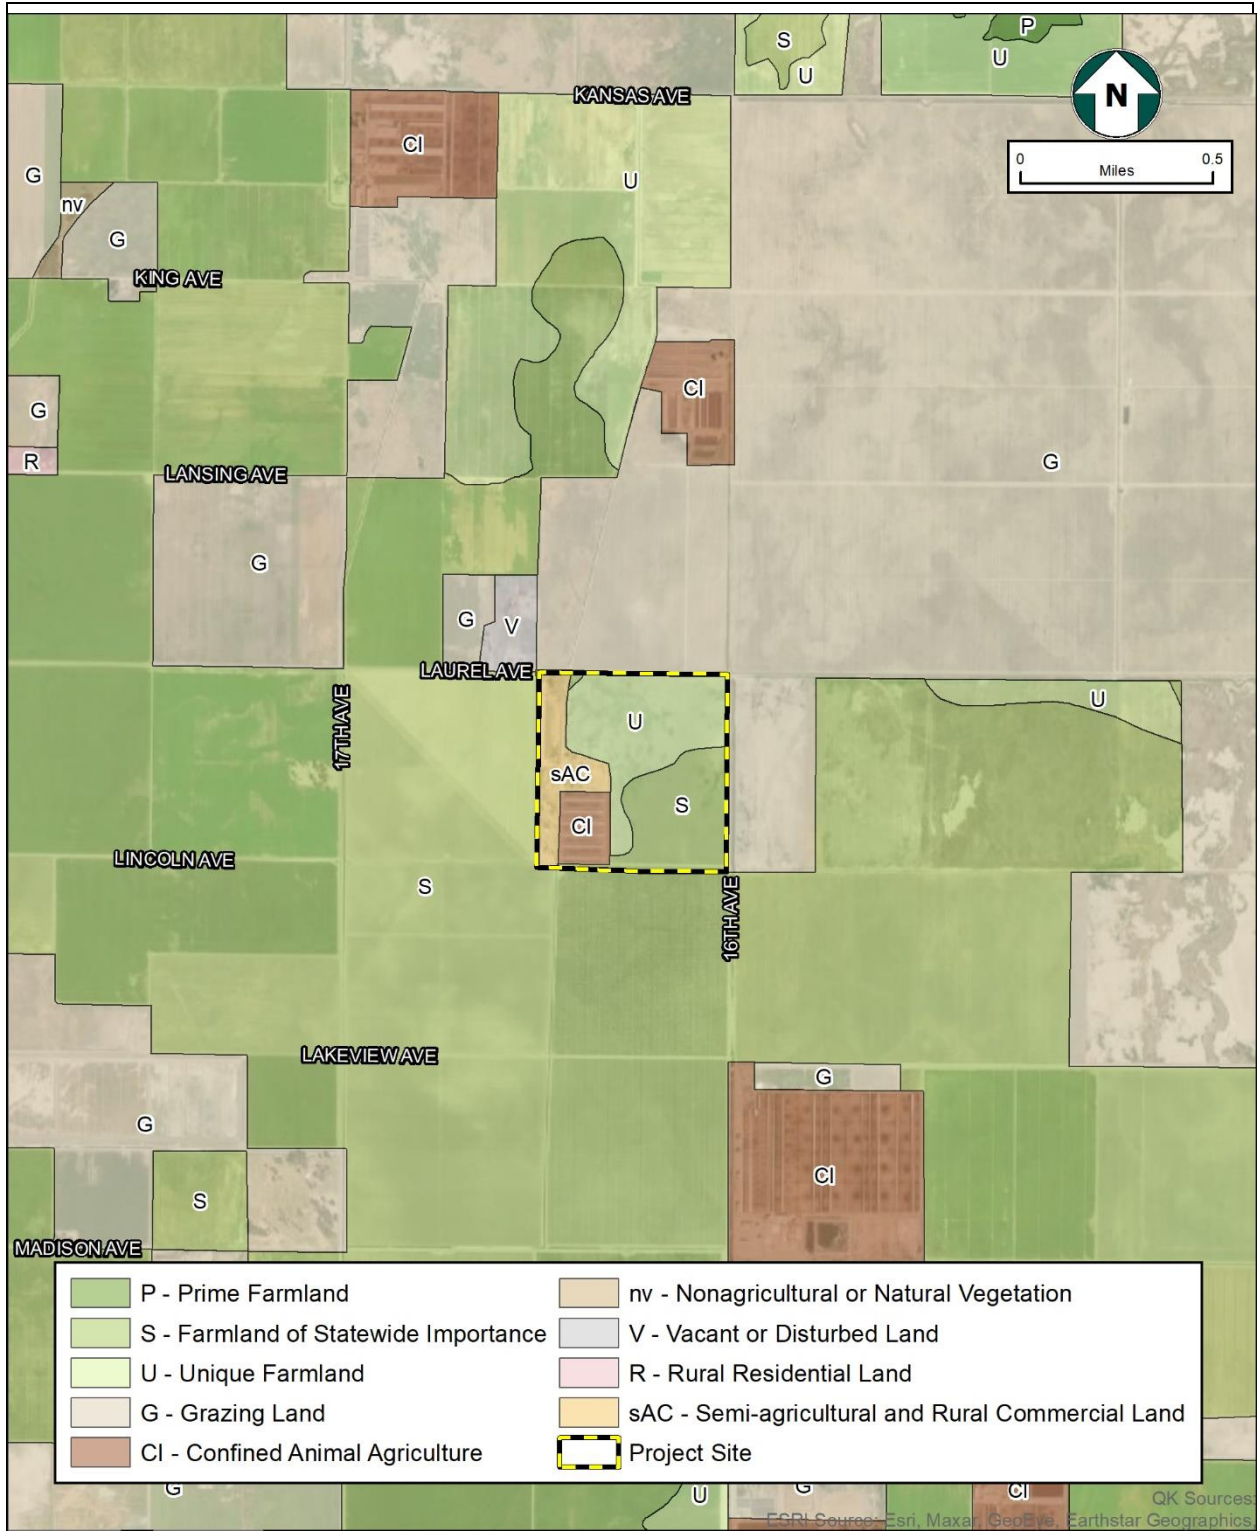 S
P
U
U
KANSAS AVE
N
0 0.5
Miles
CI
G
U
nv
G
KING AVE
CI
G
R
LANSING AVE
G
G
G
V
LAUREL AVE
17TH AVE
U
U
sAC
S
CI
LINCOLN AVE
S
16TH AVE
LAKEVIEW AVE
G
G
CI
S
MADISON AVE
P - Prime Farmland
S - Farmland of Statewide Importance
U - Unique Farmland
G - Grazing Land
CI - Confined Animal Agriculture
nv - Nonagricultural or Natural Vegetation
V - Vacant or Disturbed Land
R - Rural Residential Land
sAC - Semi-agricultural and Rural Commercial Land
Project Site
G
U
G
CI
QK Sources:
ESRI Source: Esri, Maxar, GeoEye, Earthstar Geographics,